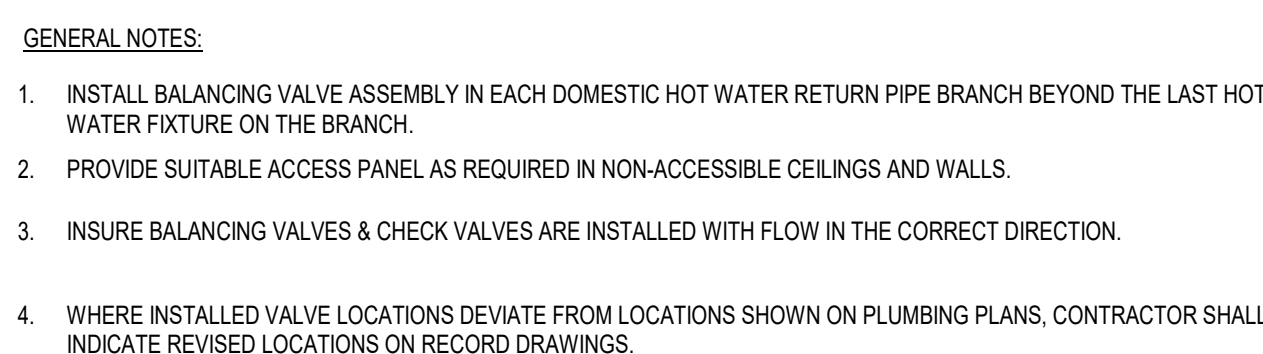 GENERAL NOTES:
1. INSTALL BALANCING VALVE ASSEMBLY IN EACH DOMESTIC HOT WATER RETURN PIPE BRANCH BEYOND THE LAST HOT
WATER FIXTURE ON THE BRANCH.
2. PROVIDE SUITABLE ACCESS PANEL AS REQUIRED IN NON-ACCESSIBLE CEILINGS AND WALLS.
3. INSURE BALANCING VALVES & CHECK VALVES ARE INSTALLED WITH FLOW IN THE CORRECT DIRECTION.
4. WHERE INSTALLED VALVE LOCATIONS DEVIATE FROM LOCATIONS SHOWN ON PLUMBING PLANS, CONTRACTOR SHALL
INDICATE REVISED LOCATIONS ON RECORD DRAWINGS.